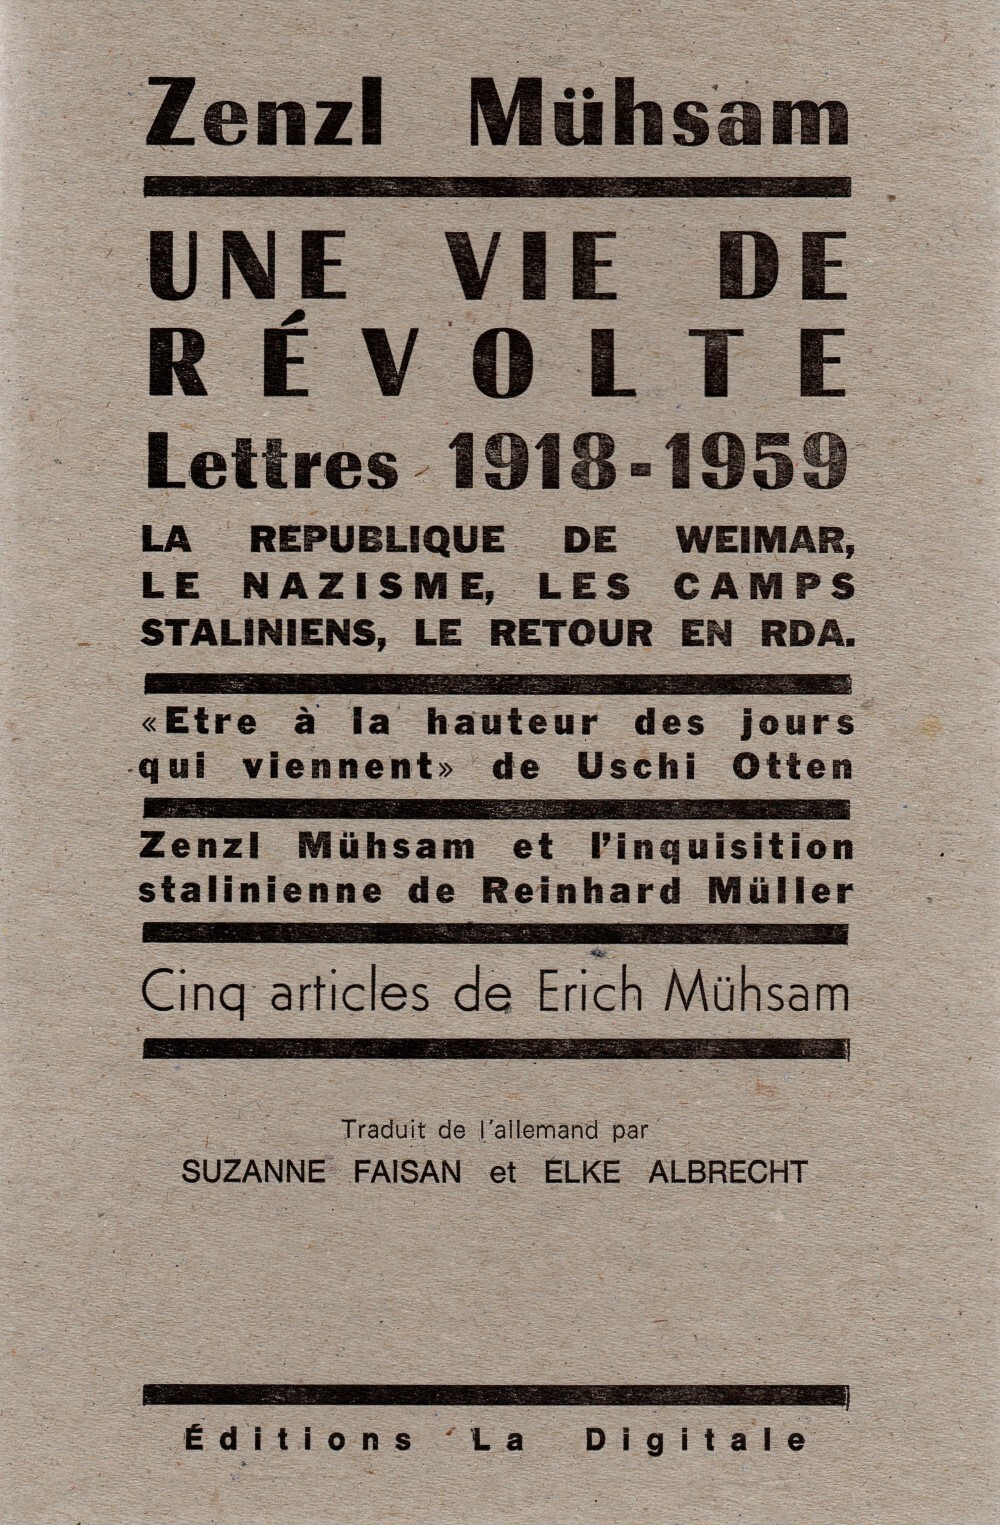 Zenzl Mühsam
UNE VIE DE
RÉVOLTE
Lettres 1918-1959
LA REPUBLIQUE DE WEIMAR,
LE NAZISME, LES CAMPS
STALINIENS, LE RETOUR EN RDA.
«Etre à la hauteur des jours
qui viennent» de Uschi Otten
Zenzl Mühsam et l'inquisition
stalinienne de Reinhard Müller
Cinq articles de Erich Mühsam
Traduit de l'allemand par
SUZANNE FAISAN et ELKE ALBRECHT
Éditions La Digitale